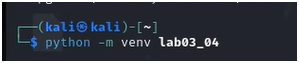 ┌──(kali㉿kali)-[~]
└─$ python -m venv lab03_04